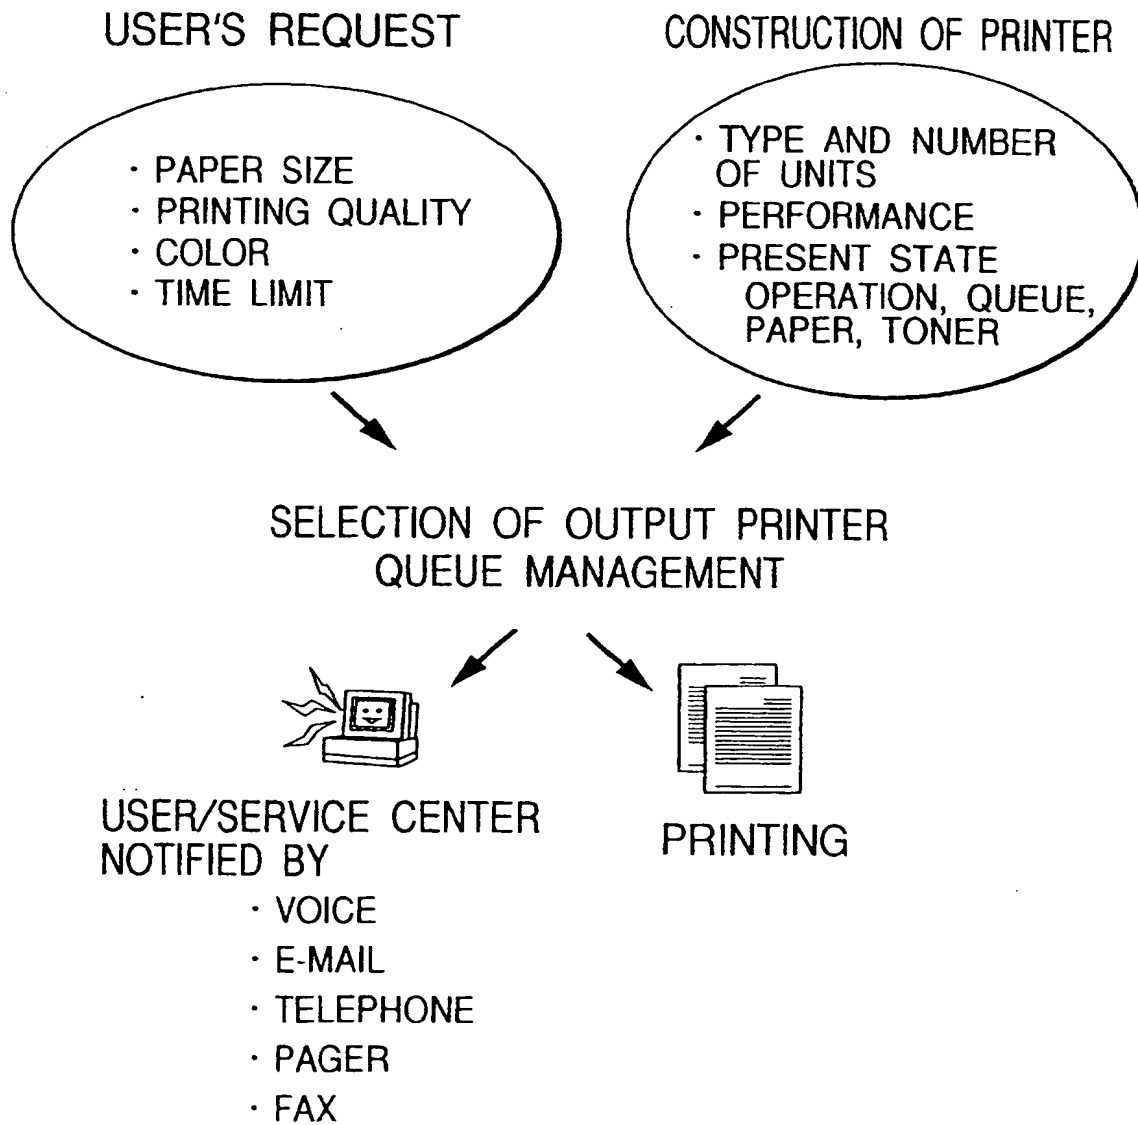 USER'S REQUEST
· PAPER SIZE
· PRINTING QUALITY
· COLOR
· TIME LIMIT
CONSTRUCTION OF PRINTER
· TYPE AND NUMBER
OF UNITS
· PERFORMANCE
· PRESENT STATE
OPERATION, QUEUE,
PAPER, TONER
SELECTION OF OUTPUT PRINTER
QUEUE MANAGEMENT
USER/SERVICE CENTER
NOTIFIED BY
· VOICE
· E-MAIL
· TELEPHONE
· PAGER
· FAX
PRINTING